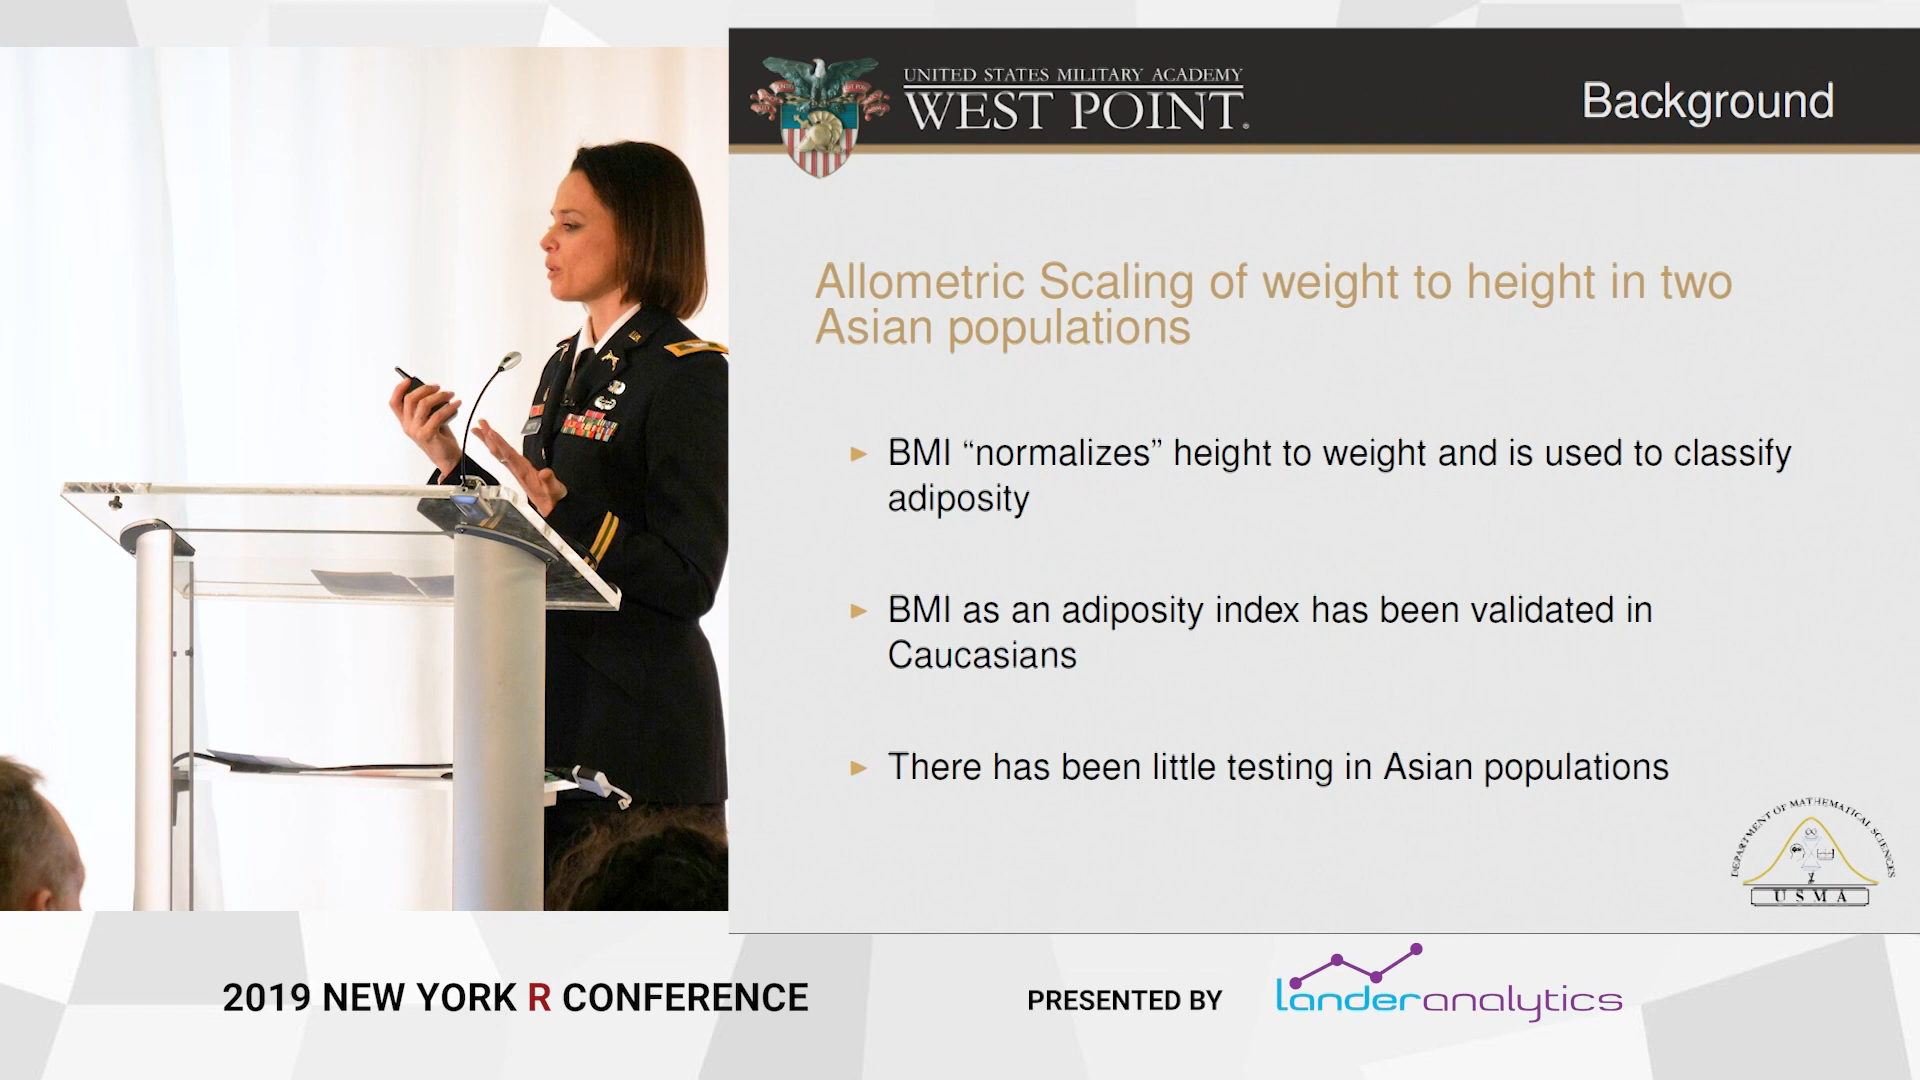 UNITED STATES MILITARY ACADEMY
WEST POINT.
Background
Allometric Scaling of weight to height in two
Asian populations
► BMI “normalizes” height to weight and is used to classify
adiposity
► BMI as an adiposity index has been validated in
Caucasians
► There has been little testing in Asian populations
DEPARTMENT OF MATHEMATICAL SCIENCES
U S M A
2019 NEW YORK R CONFERENCE
PRESENTED BY
landeranalytics